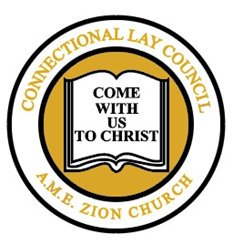 CONNECTIONAL LAY COUNCIL
COME
WITH
US
TO CHRIST
A.M.E. ZION CHURCH